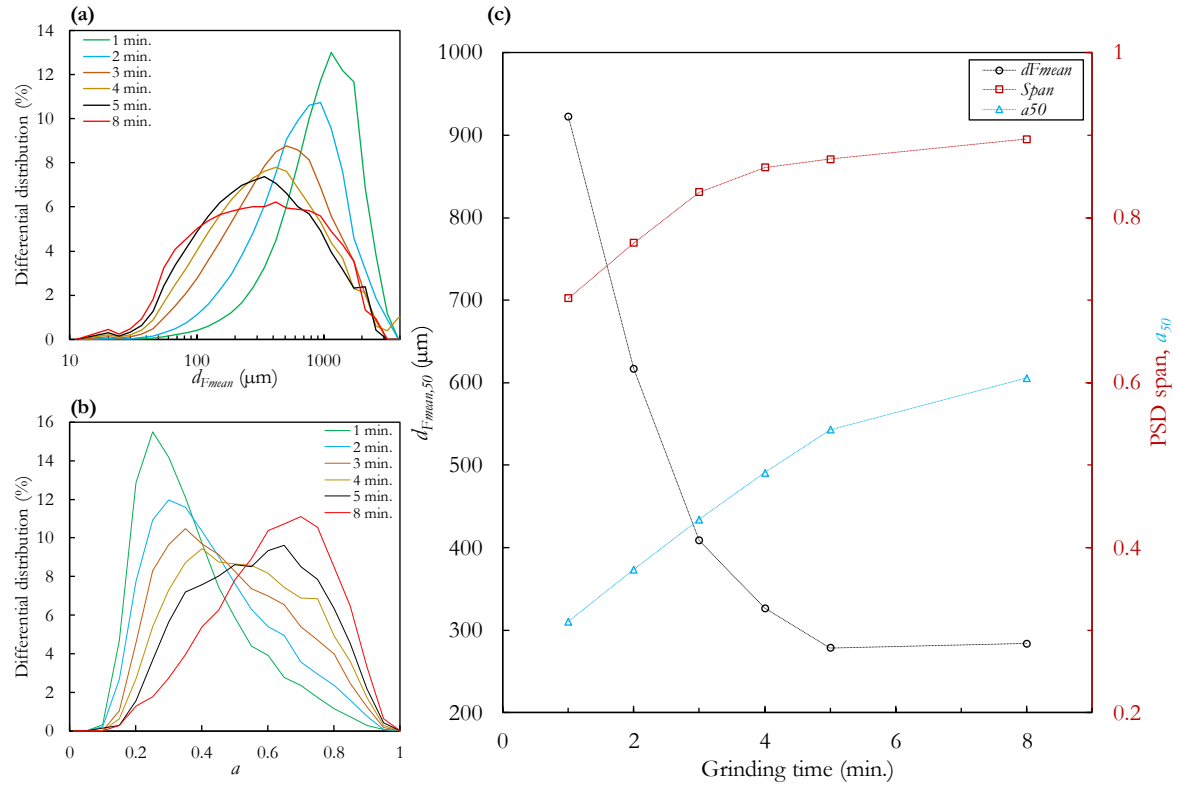 (a)
14
12
10
8
6
4
2
0
Differential distribution (%)
1 min.
2 min.
3 min.
4 min.
5 min.
8 min.
10
100
1000
dFmean (μm)
(b)
16
14
12
10
8
6
4
2
0
Differential distribution (%)
1 min.
2 min.
3 min.
4 min.
5 min.
8 min.
0
0.2
0.4
0.6
0.8
1
a
(c)
1000
900
800
700
600
500
400
300
200
dFmean,50 (μm)
dFmean
Span
a50
1
0.8
0.6
0.4
0.2
PSD span, a50
0
2
4
6
8
Grinding time (min.)